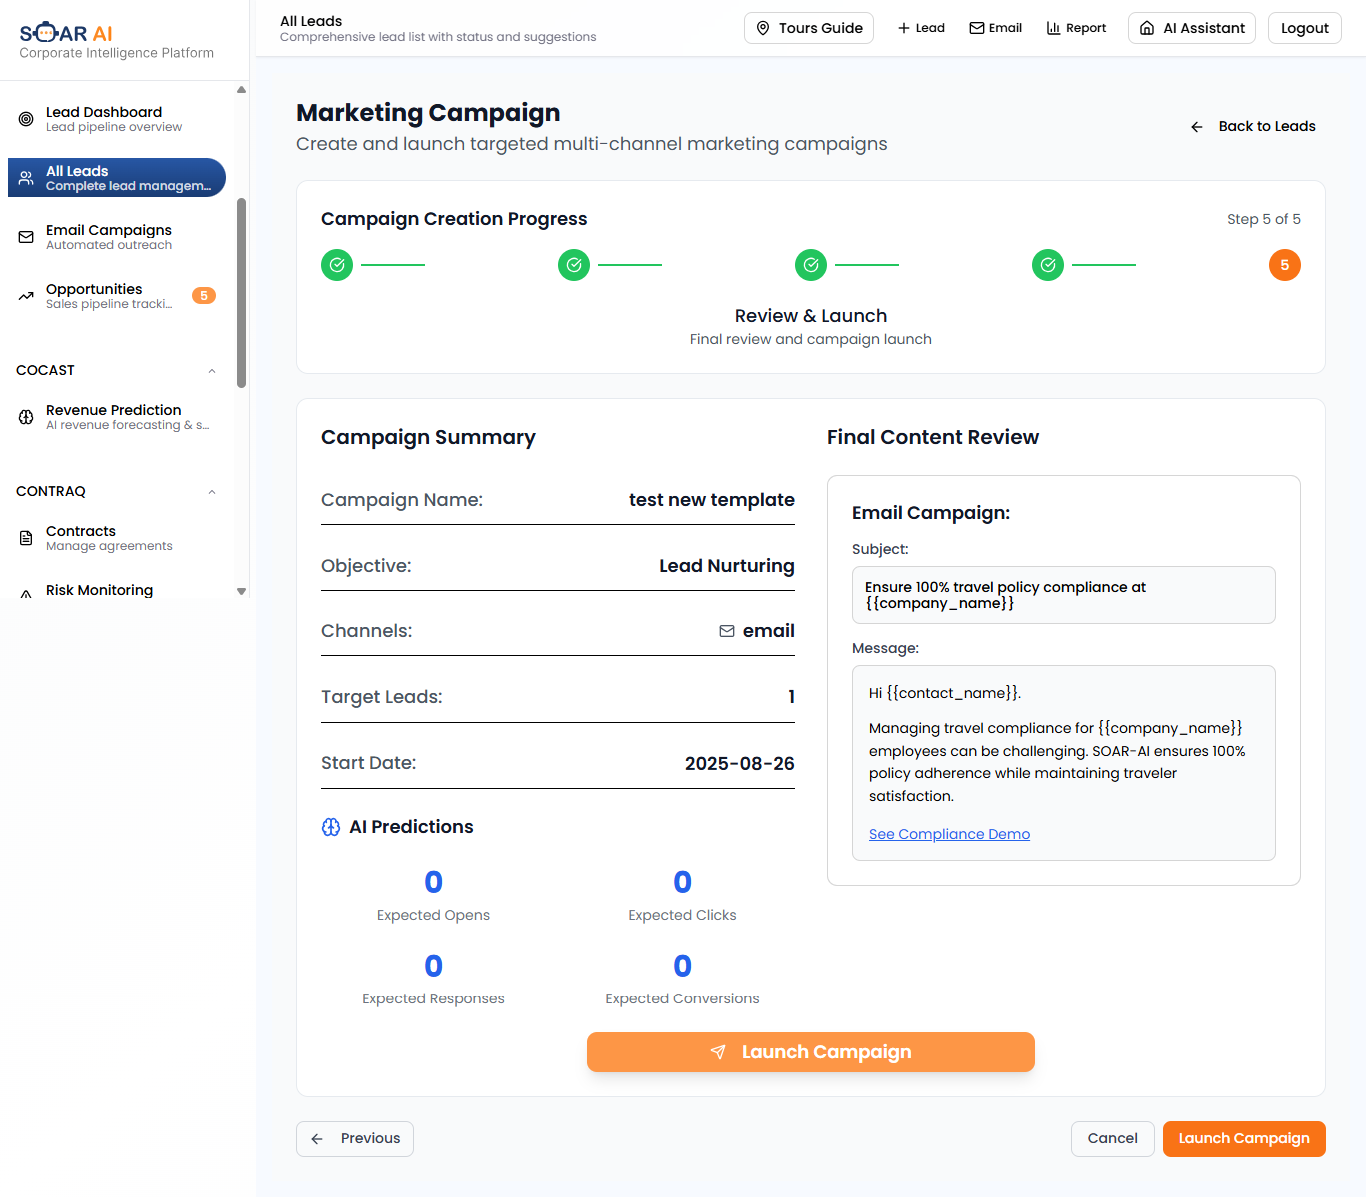 SOAR AI
Corporate Intelligence Platform
Lead Dashboard
Lead pipeline overview
All Leads
Complete lead managem...
Email Campaigns
Automated outreach
Opportunities
Sales pipeline tracki...
5
COCAST
Revenue Prediction
AI revenue forecasting & s...
CONTRAQ
Contracts
Manage agreements
Risk Monitoring
All Leads
Comprehensive lead list with status and suggestions
Tours Guide
Lead
Email
Report
AI Assistant
Logout
Marketing Campaign
Create and launch targeted multi-channel marketing campaigns
Back to Leads
Campaign Creation Progress
Step 5 of 5
5
Review & Launch
Final review and campaign launch
Campaign Summary
Campaign Name: test new template
Objective: Lead Nurturing
Channels: email
Target Leads: 1
Start Date: 2025-08-26
AI Predictions
0
Expected Opens
0
Expected Clicks
0
Expected Responses
0
Expected Conversions
Final Content Review
Email Campaign:
Subject:
Ensure 100% travel policy compliance at
{{company_name}}
Message:
Hi {{contact_name}}.
Managing travel compliance for {{company_name}}
employees can be challenging. SOAR-AI ensures 100%
policy adherence while maintaining traveler
satisfaction.
See Compliance Demo
Launch Campaign
Previous
Cancel
Launch Campaign